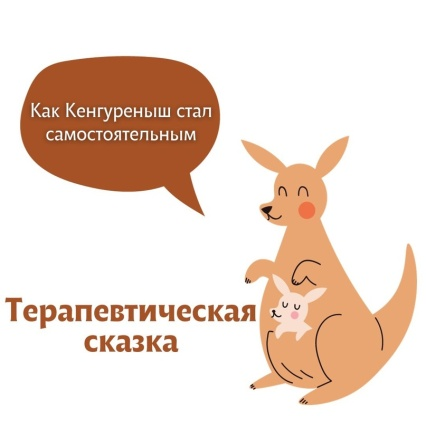 Как Кенгуреныш стал
самостоятельным
Терапевтическая
сказка